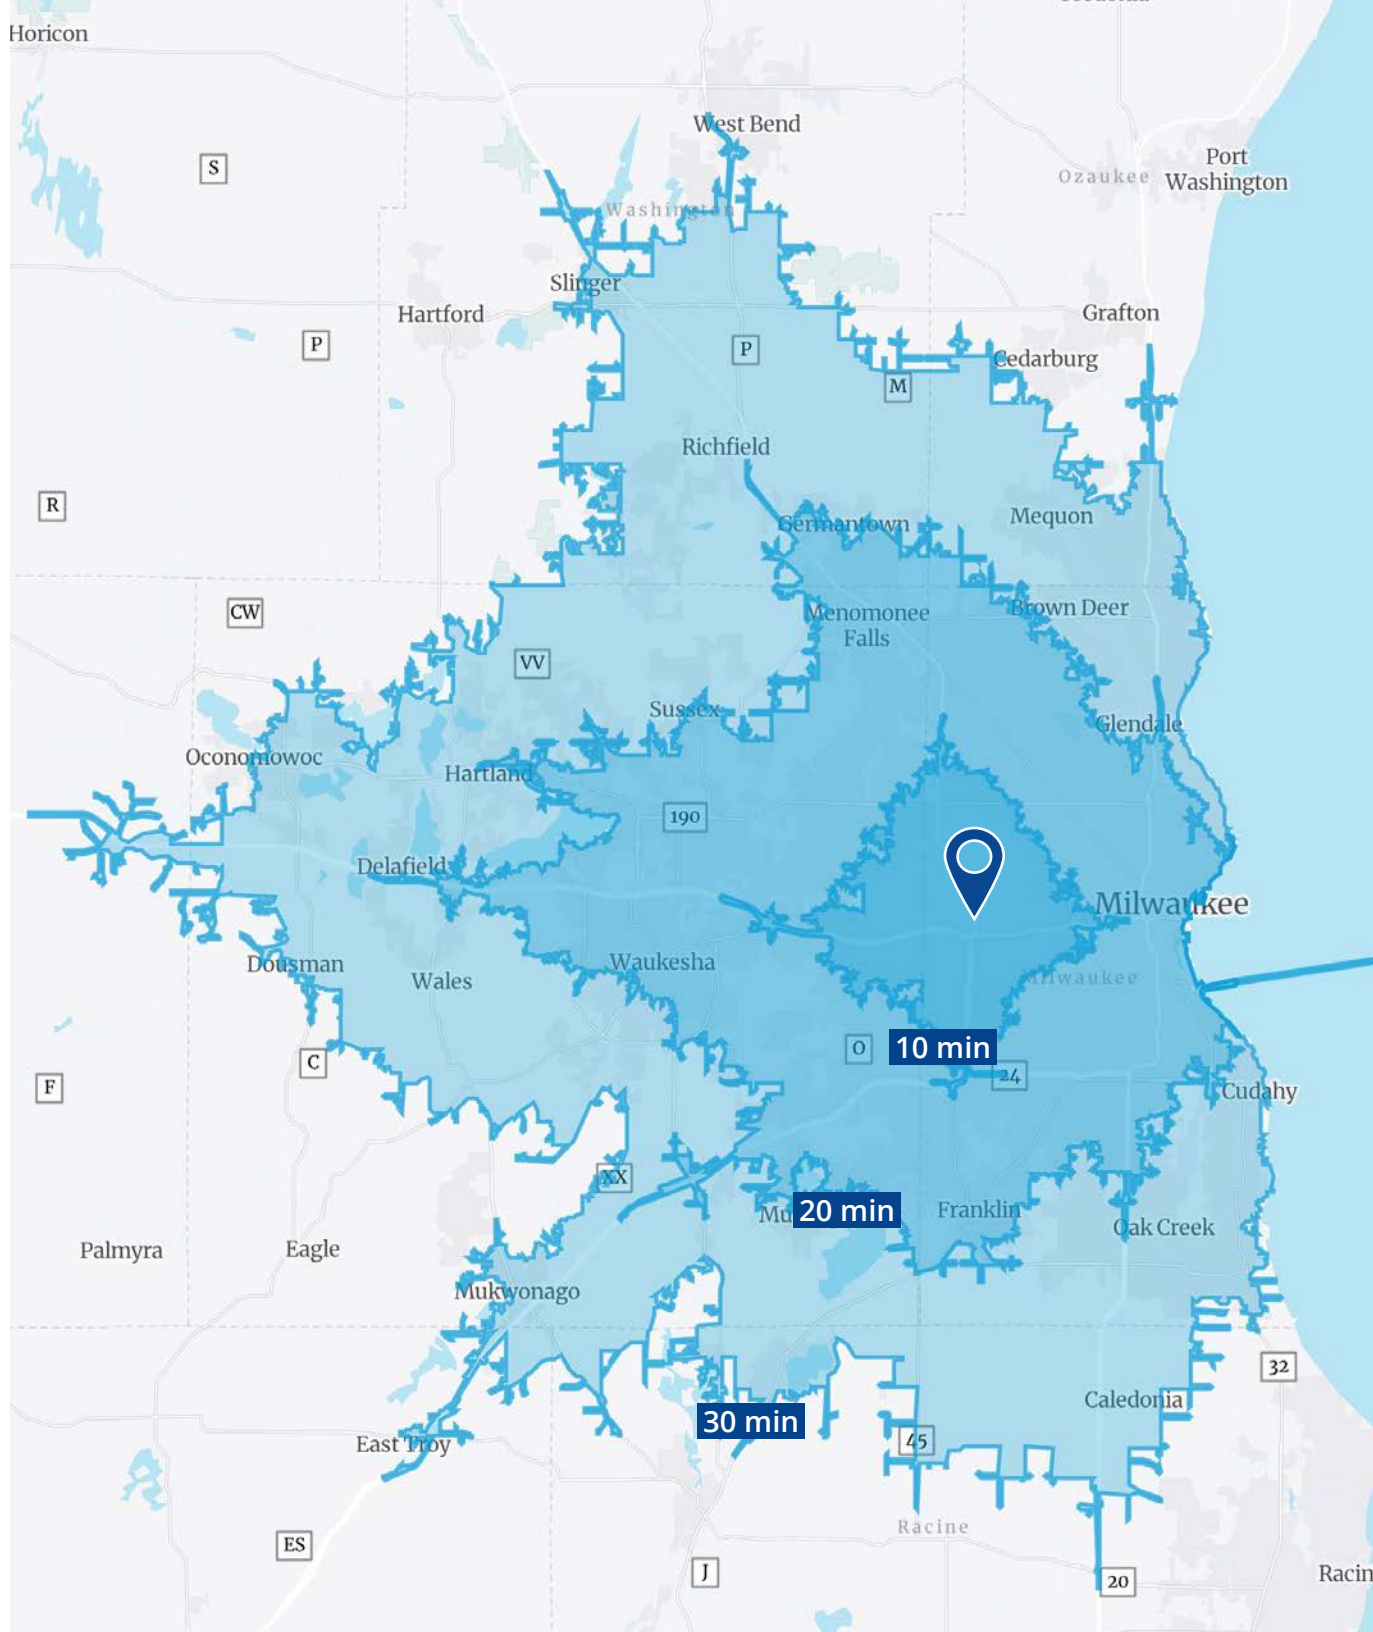 Horicon
West Bend
Port
Washington
Ozaukee
S
Washington
Slinger
Hartford
Grafton
P
P
Cedarburg
M
Richfield
R
Mequon
Germantown
CW
Menomonee
Falls
Brown Deer
VV
Sussex
Glendale
Oconomowoc
Hartland
190
Delafield
Milwaukee
Waukesha
Dousman
Wales
Milwaukee
10 min
O
C
24
F
Cudahy
XX
20 min
Mu
Franklin
Oak Creek
Palmyra
Eagle
Mukwonago
32
Caledonia
30 min
45
East Troy
Racine
ES
J
20
Racin